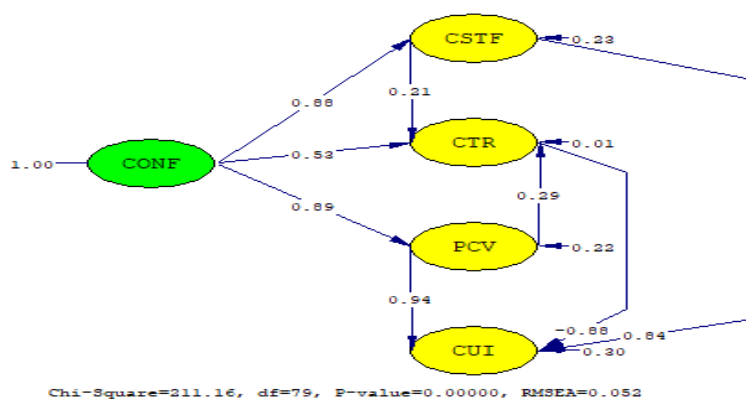 CSTF
0.23
0.88
0.21
1.00
CONF
0.53
CTR
0.01
0.89
0.29
PCV
0.22
0.94
-0.88
0.84
CUI
0.30
Chi-Square=211.16, df=79, P-value=0.00000, RMSEA=0.052